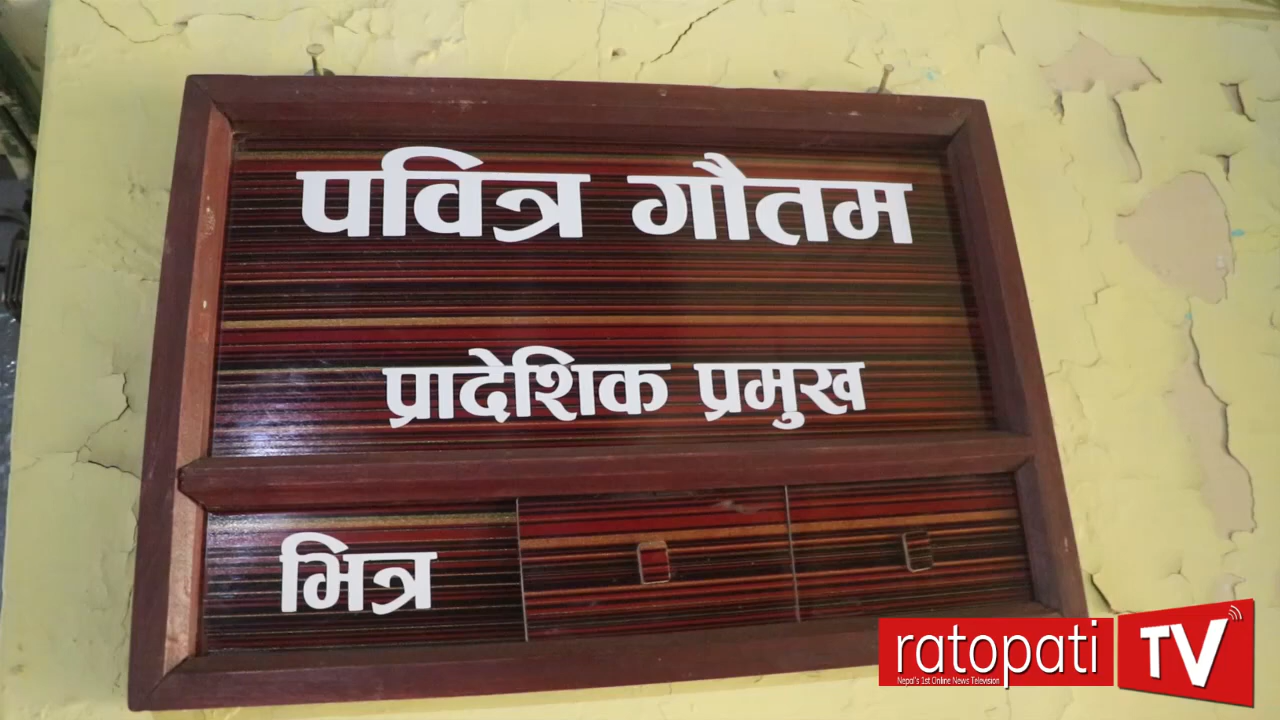 पवित्र गौतम
प्रादेशिक प्रमुख
भित्र
ratopati TV
Nepal's 1st Online News Television